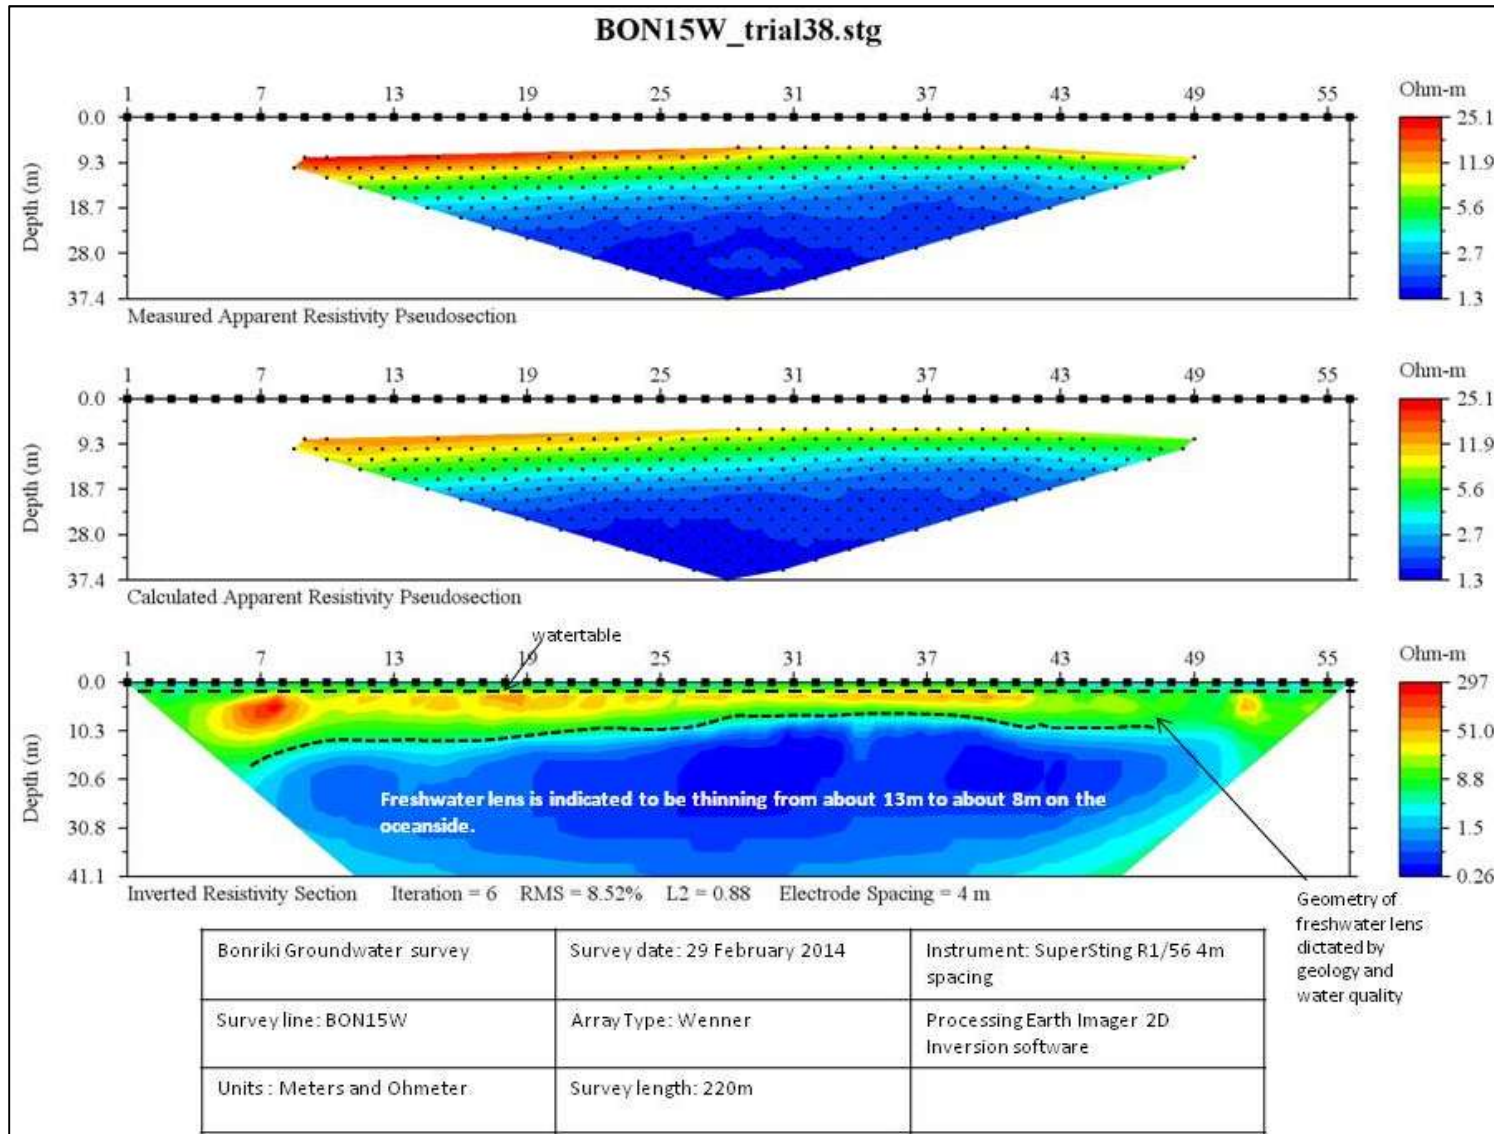 BON15W_trial38.stg
1 7 13 19 25 31 37 43 49 55
Ohm-m
0.0
9.3
18.7
28.0
37.4
Depth (m)
25.1
11.9
5.6
2.7
1.3
Measured Apparent Resistivity Pseudosection
1 7 13 19 25 31 37 43 49 55
Ohm-m
0.0
9.3
18.7
28.0
37.4
Depth (m)
25.1
11.9
5.6
2.7
1.3
Calculated Apparent Resistivity Pseudosection
watertable
1 7 13 19 25 31 37 43 49 55
Ohm-m
0.0
10.3
20.6
30.8
41.1
Depth (m)
297
51.0
8.8
1.5
0.26
Freshwater lens is indicated to be thinning from about 13m to about 8m on the
oceanside.
Inverted Resistivity Section Iteration = 6 RMS = 8.52% L2 = 0.88 Electrode Spacing = 4 m
Geometry of
freshwater lens
dictated by
geology and
water quality
Bonriki Groundwater survey
Survey date: 29 February 2014
Instrument: SuperSting R1/56 4m
spacing
Survey line: BON15W
Array Type: Wenner
Processing Earth Imager 2D
Inversion software
Units : Meters and Ohmeter
Survey length: 220m